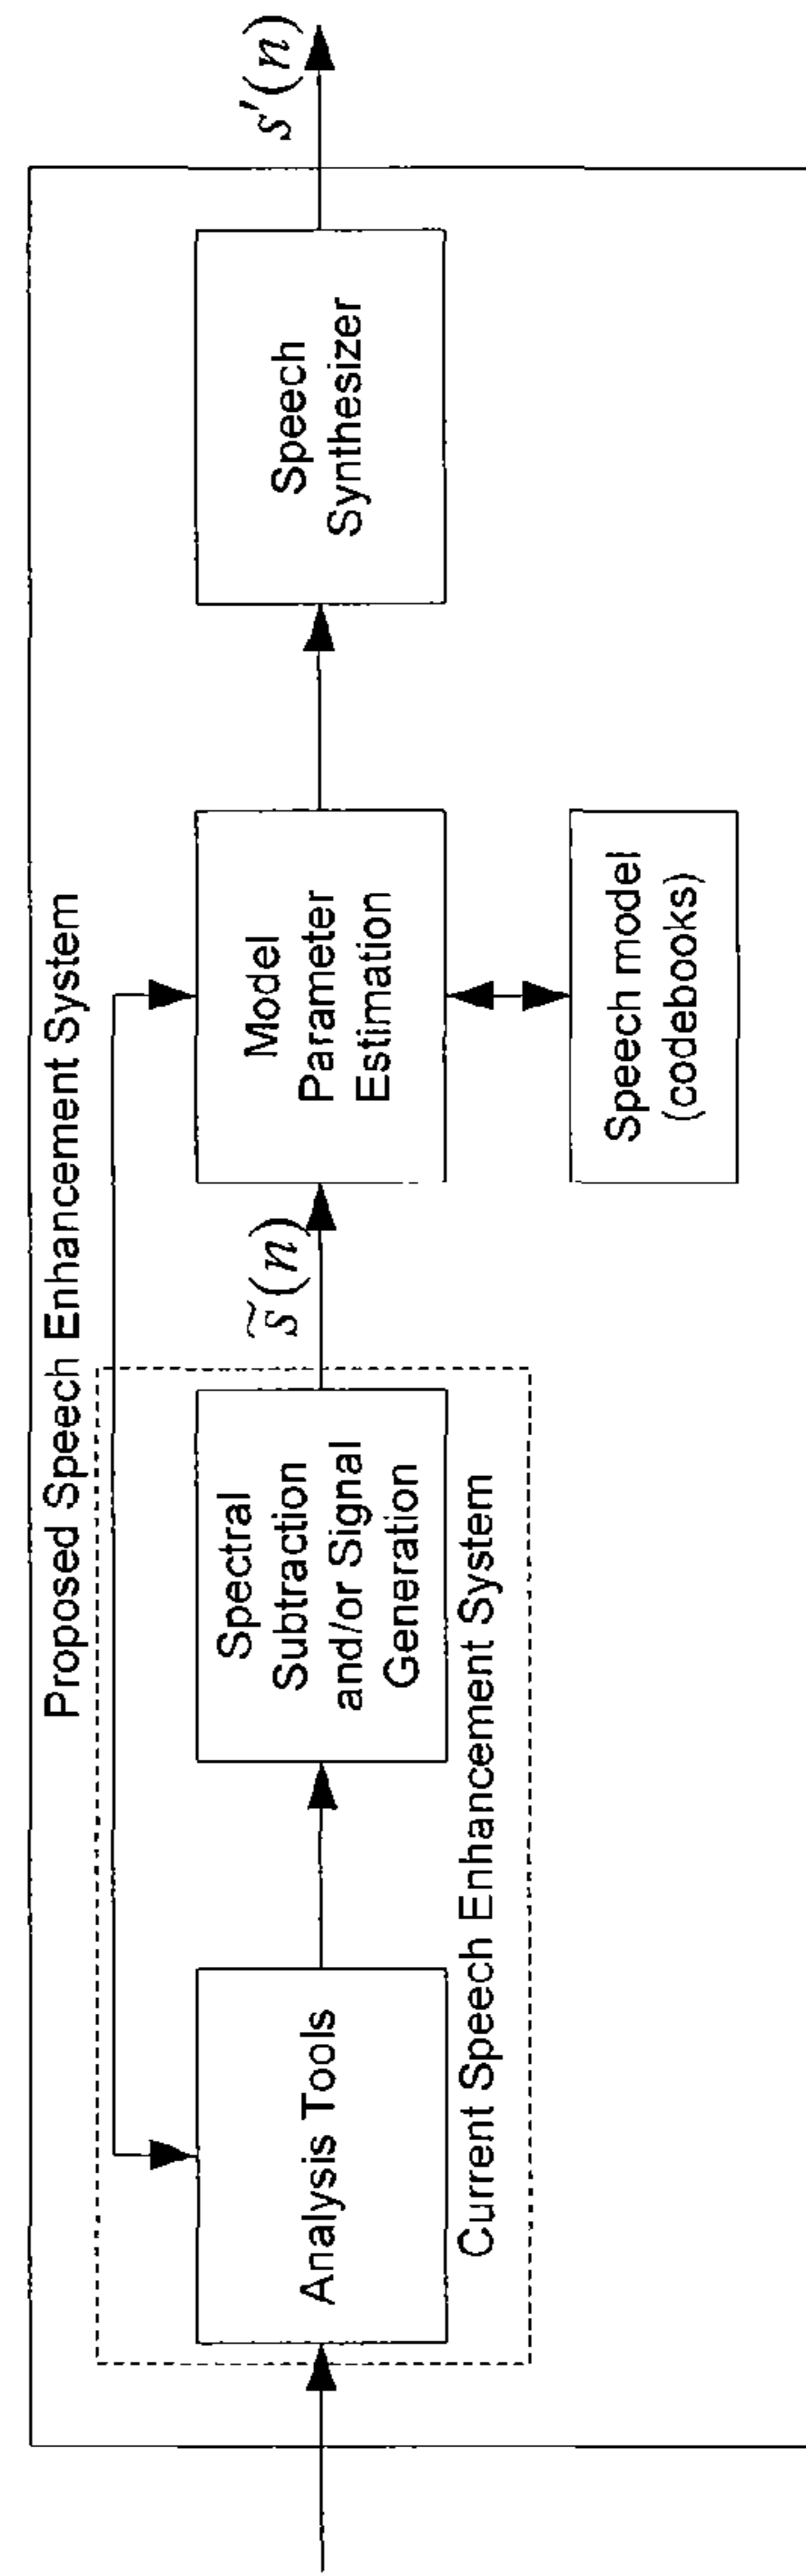 Proposed Speech Enhancement System
Analysis Tools
Spectral
Subtraction
and/or Signal
Generation
Current Speech Enhancement System
s̃(n)
Model
Parameter
Estimation
Speech model
(codebooks)
Speech
Synthesizer
s'(n)